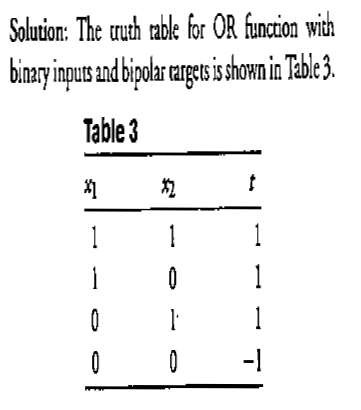 Solution: The truth table for OR function with
binary inputs and bipolar targets is shown in Table 3.
Table 3
x1 x2 t
1 1 1
1 0 1
0 1 1
0 0 −1